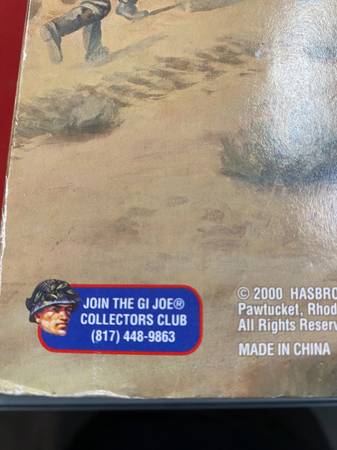 JOIN THE GI JOE®
COLLECTORS CLUB
(817) 448-9863
© 2000 HASBRO
Pawtucket, Rhod
All Rights Reserv
MADE IN CHINA